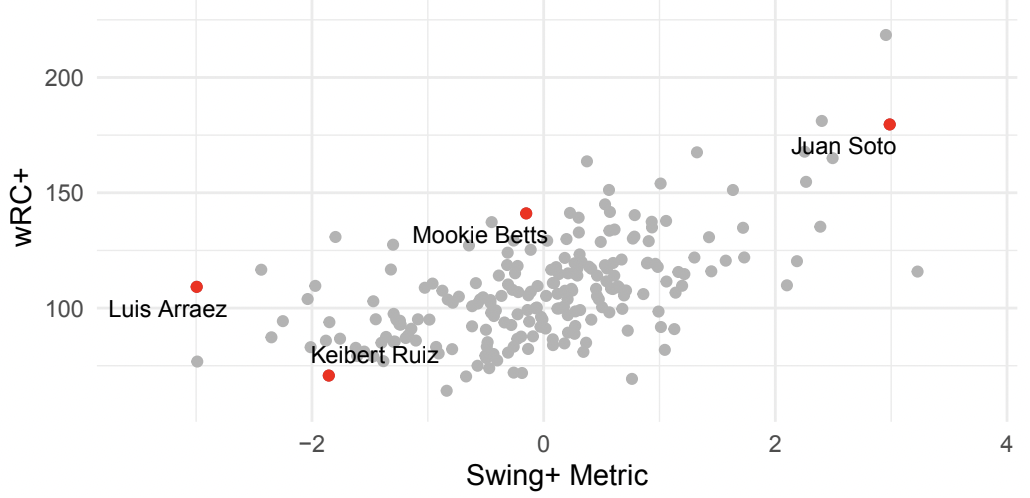 wRC+
200
150
100
Juan Soto
Mookie Betts
Luis Arraez
Keibert Ruiz
−2
0
2
4
Swing+ Metric